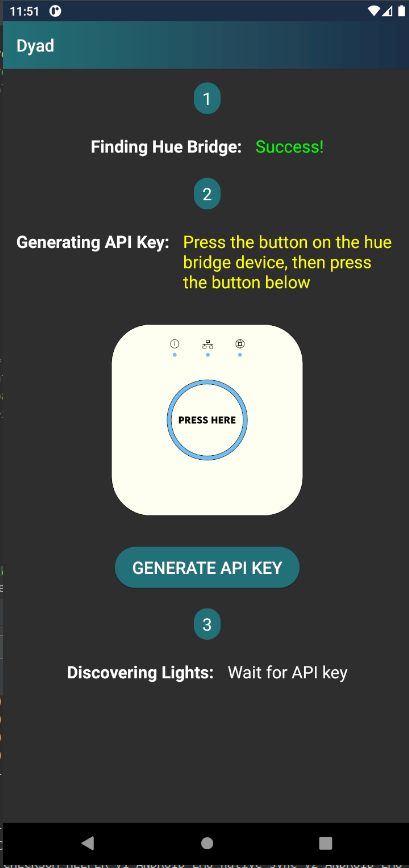 11:51
Dyad
1
Finding Hue Bridge: Success!
2
Generating API Key: Press the button on the hue
bridge device, then press
the button below
PRESS HERE
GENERATE API KEY
3
Discovering Lights: Wait for API key